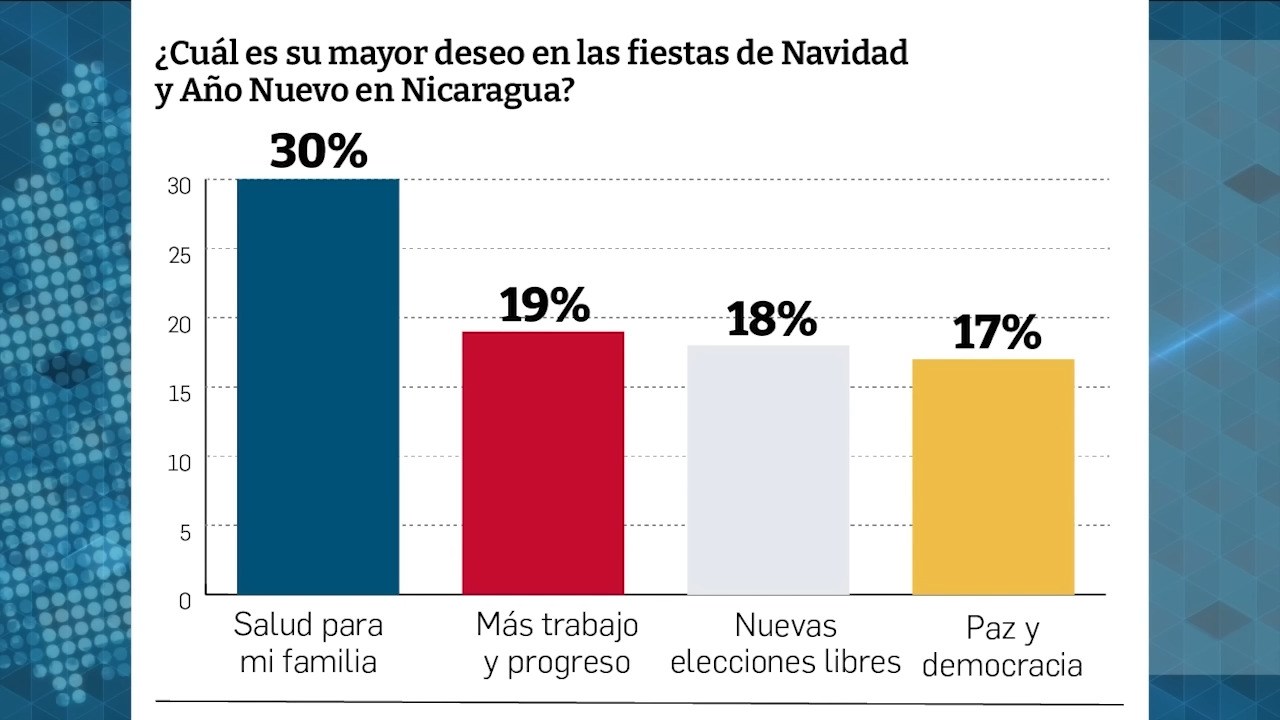 ¿Cuál es su mayor deseo en las fiestas de Navidad
y Año Nuevo en Nicaragua?
30%
19%
18%
17%
30
25
20
15
10
5
0
Salud para
mi familia
Más trabajo
y progreso
Nuevas
elecciones libres
Paz y
democracia